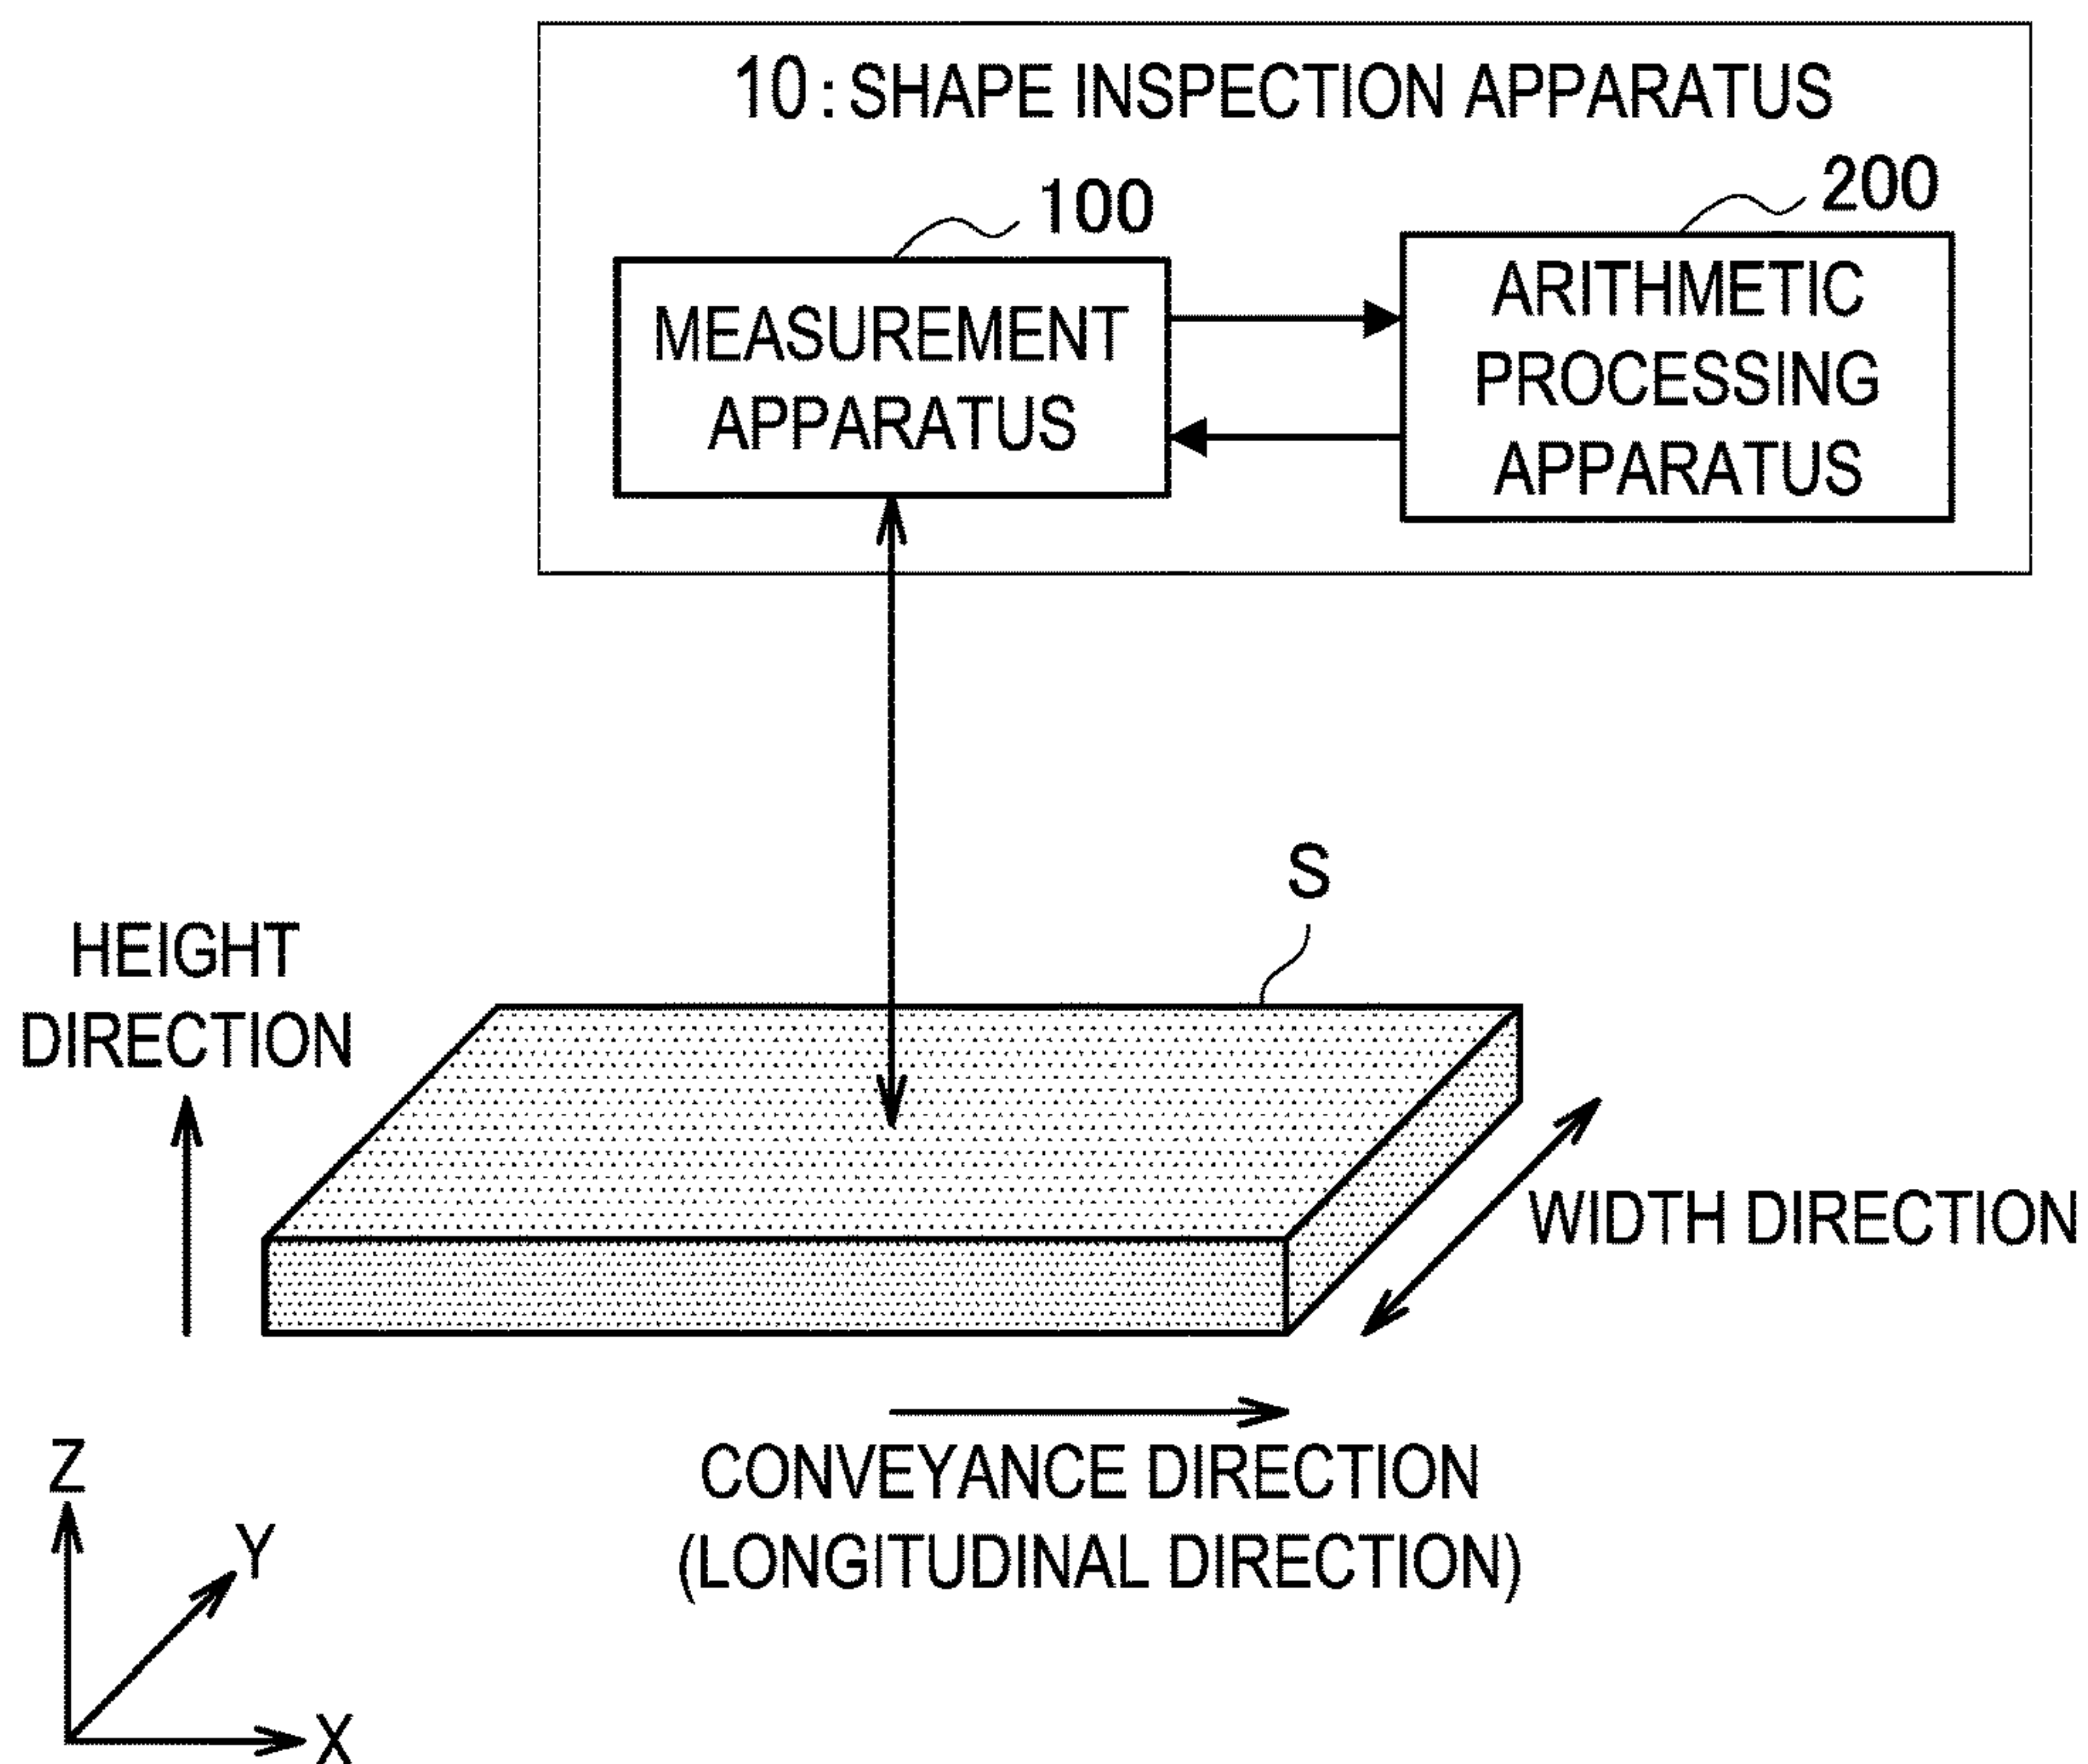 10: SHAPE INSPECTION APPARATUS
100
200
MEASUREMENT
APPARATUS
ARITHMETIC
PROCESSING
APPARATUS
S
HEIGHT
DIRECTION
WIDTH DIRECTION
CONVEYANCE DIRECTION
(LONGITUDINAL DIRECTION)
Z
Y
X